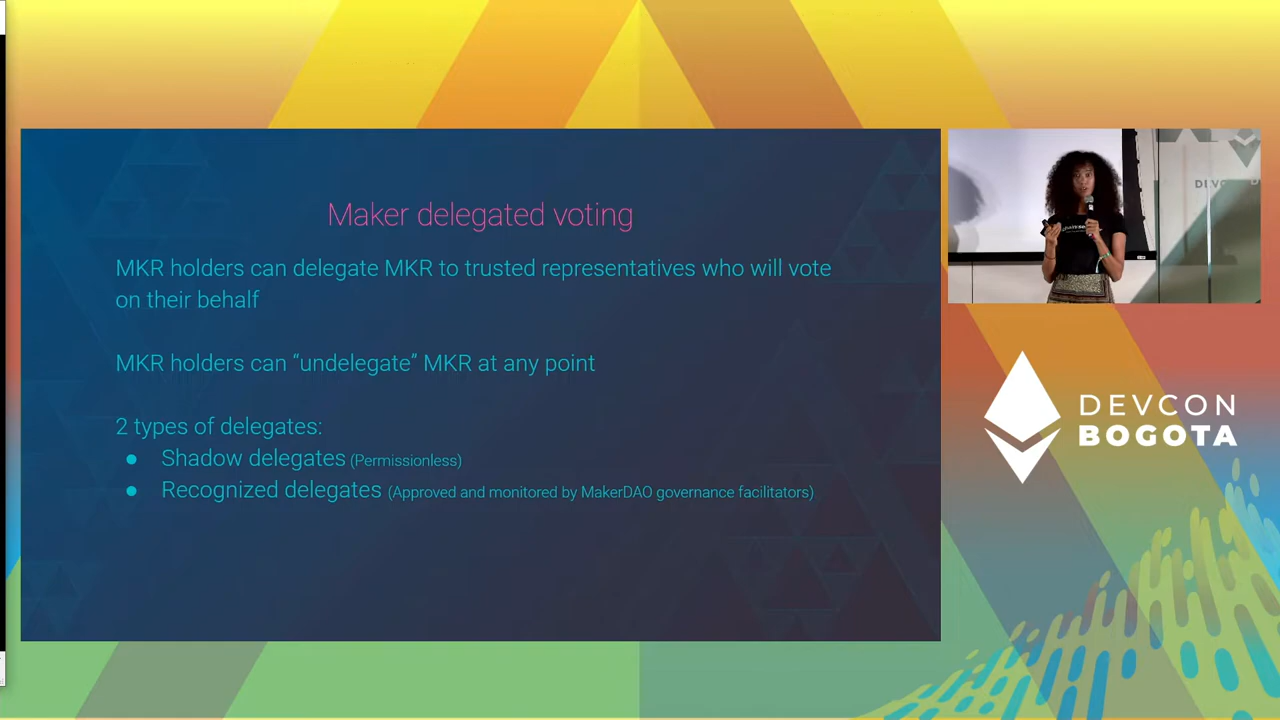 Maker delegated voting
MKR holders can delegate MKR to trusted representatives who will vote
on their behalf
MKR holders can “undelegate” MKR at any point
2 types of delegates:
● Shadow delegates (Permissionless)
● Recognized delegates (Approved and monitored by MakerDAO governance facilitators)
DEVCON
BOGOTA